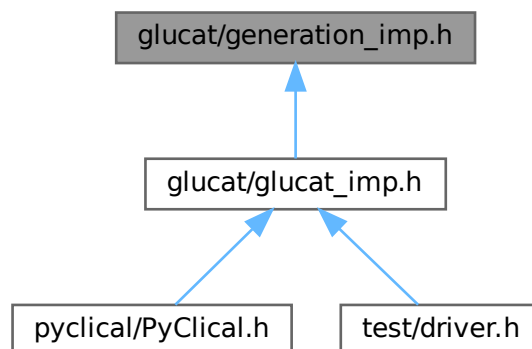 glucat/generation_imp.h
glucat/glucat_imp.h
pyclical/PyClical.h
test/driver.h